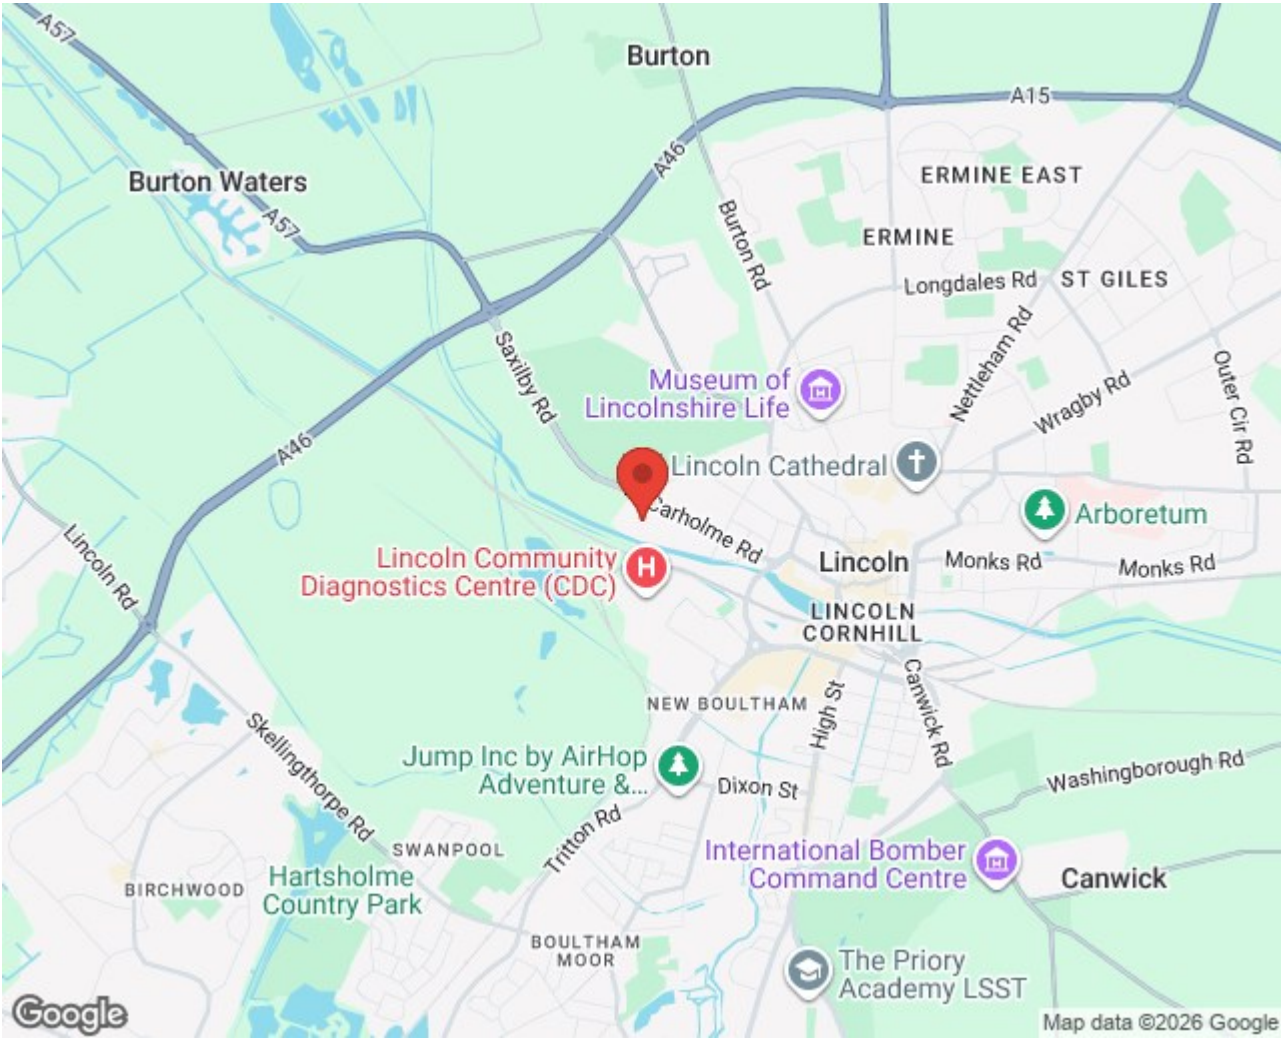 A57
Burton
A15
A46
Burton Waters
A57
ERMINE EAST
Burton Rd
ERMINE
Longdales Rd
ST GILES
Saxilby Rd
Nettleham Rd
Museum of
Lincolnshire Life
Outer Cir Rd
Wragby Rd
A46
Lincoln Cathedral
Carholme Rd
Arboretum
Lincoln Rd
Lincoln Community
Diagnostics Centre (CDC)
Lincoln
Monks Rd
Monks Rd
LINCOLN
CORNHILL
NEW BOULTHAM
High St
Canwick Rd
Skellingthorpe Rd
Jump Inc by AirHop
Adventure &...
Dixon St
Washingborough Rd
Tritton Rd
SWANPOOL
International Bomber
Command Centre
Canwick
BIRCHWOOD
Hartsholme
Country Park
BOULTHAM
MOOR
The Priory
Academy LSST
Google
Map data ©2026 Google